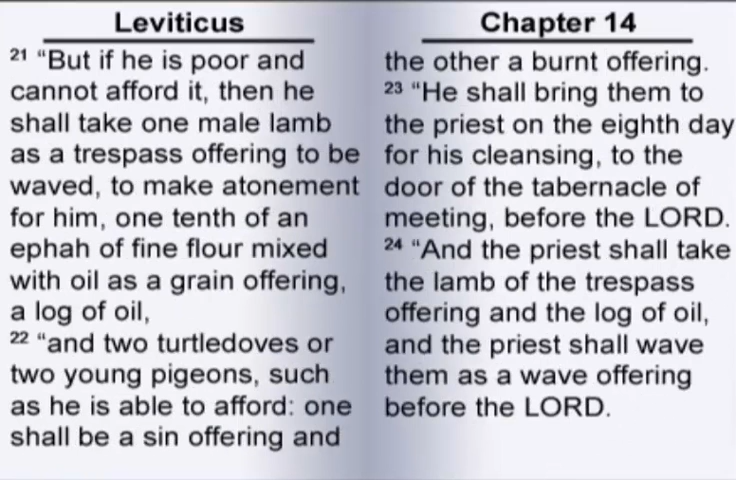 Leviticus
21 “But if he is poor and
cannot afford it, then he
shall take one male lamb
as a trespass offering to be
waved, to make atonement
for him, one tenth of an
ephah of fine flour mixed
with oil as a grain offering,
a log of oil,
22 “and two turtledoves or
two young pigeons, such
as he is able to afford: one
shall be a sin offering and
Chapter 14
the other a burnt offering.
23 “He shall bring them to
the priest on the eighth day
for his cleansing, to the
door of the tabernacle of
meeting, before the LORD.
24 “And the priest shall take
the lamb of the trespass
offering and the log of oil,
and the priest shall wave
them as a wave offering
before the LORD.